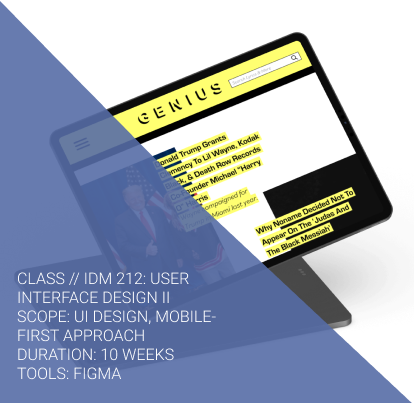 GENIUS
Search Lyrics & More
Donald Trump Grants
Clemency To Lil Wayne, Kodak
Black, & Death Row Records
Founder Michael "Harry
campaigned for
Miami last year.
Why Noname Decided Not To
Appear On The 'Judas And
The Black Messiah'
CLASS // IDM 212: USER
INTERFACE DESIGN II
SCOPE: UI DESIGN, MOBILE-
FIRST APPROACH
DURATION: 10 WEEKS
TOOLS: FIGMA